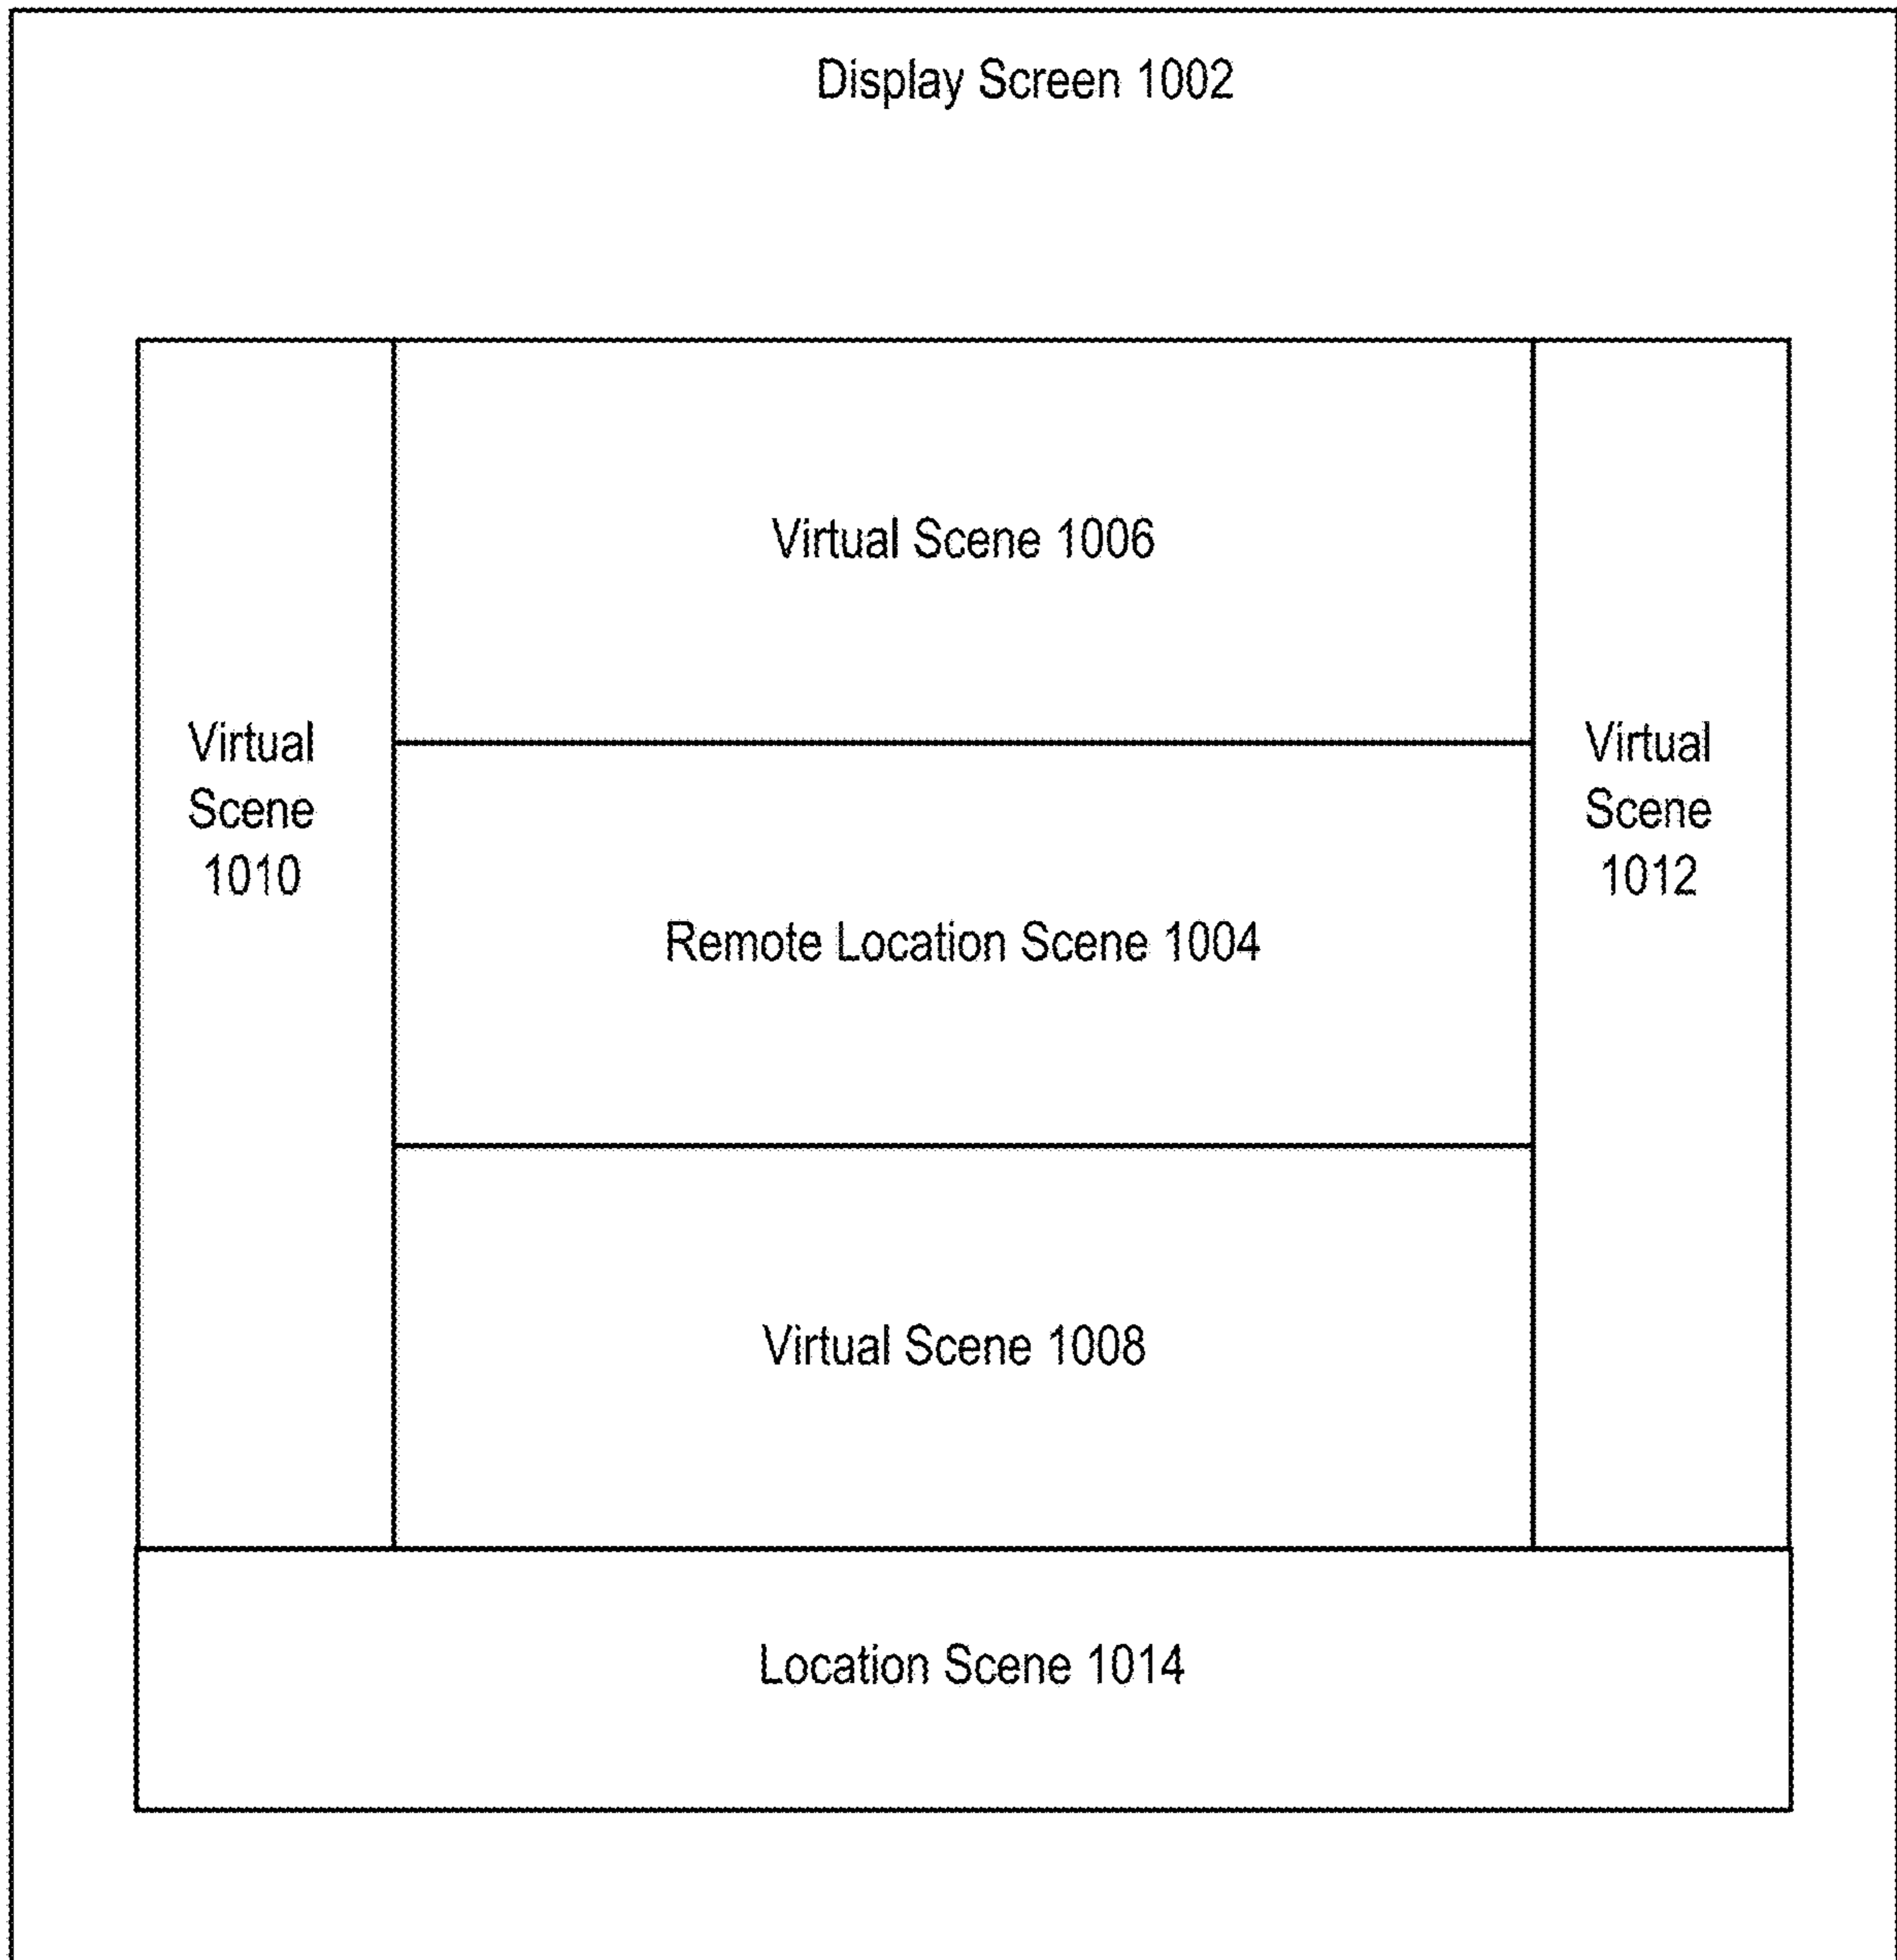 Display Screen 1002
Virtual Scene 1006
Virtual
Scene
1010
Virtual
Scene
1012
Remote Location Scene 1004
Virtual Scene 1008
Location Scene 1014